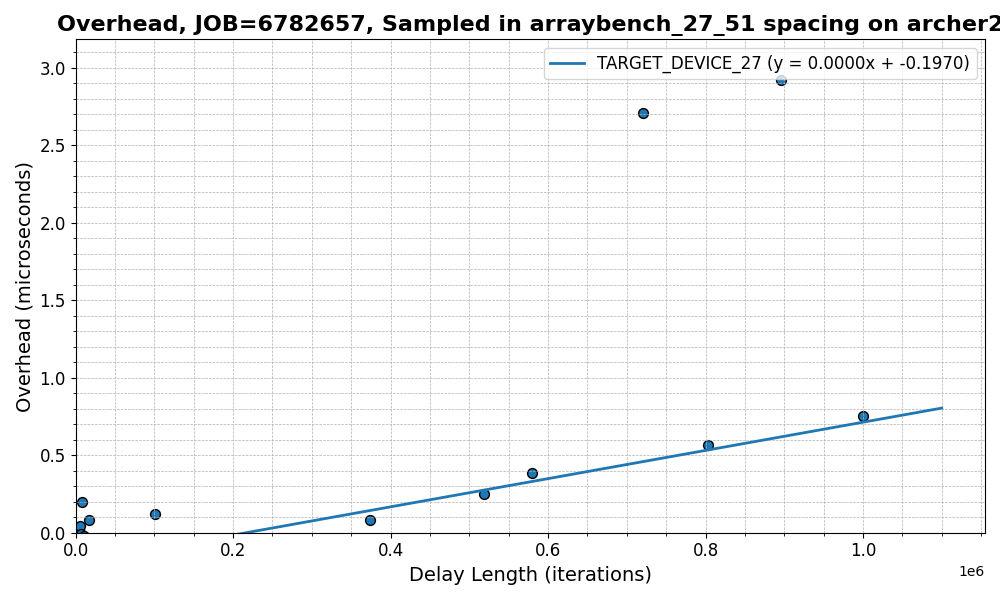 Overhead, JOB=6782657, Sampled in arraybench_27_51 spacing on archer2
TARGET_DEVICE_27 (y = 0.0000x + -0.1970)
Overhead (microseconds)
3.0
2.5
2.0
1.5
1.0
0.5
0.0
0.0 0.2 0.4 0.6 0.8 1.0
1e6
Delay Length (iterations)